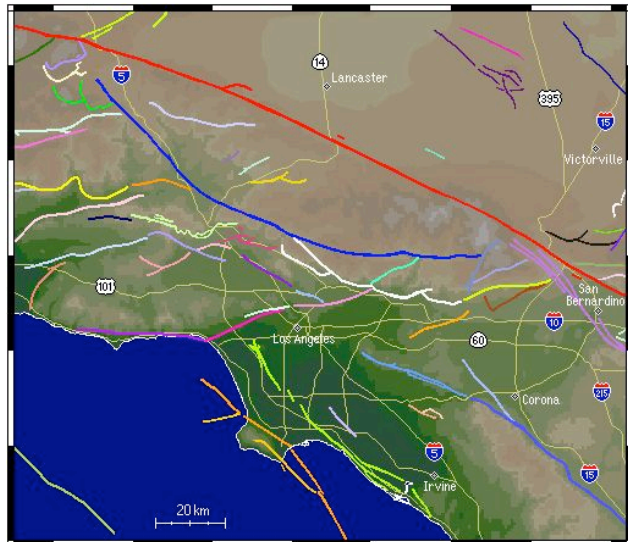 14
5
Lancaster
395
15
Victorville
101
San
Bernardino
10
Los Angeles
60
215
Corona
5
Irvine
15
20 km